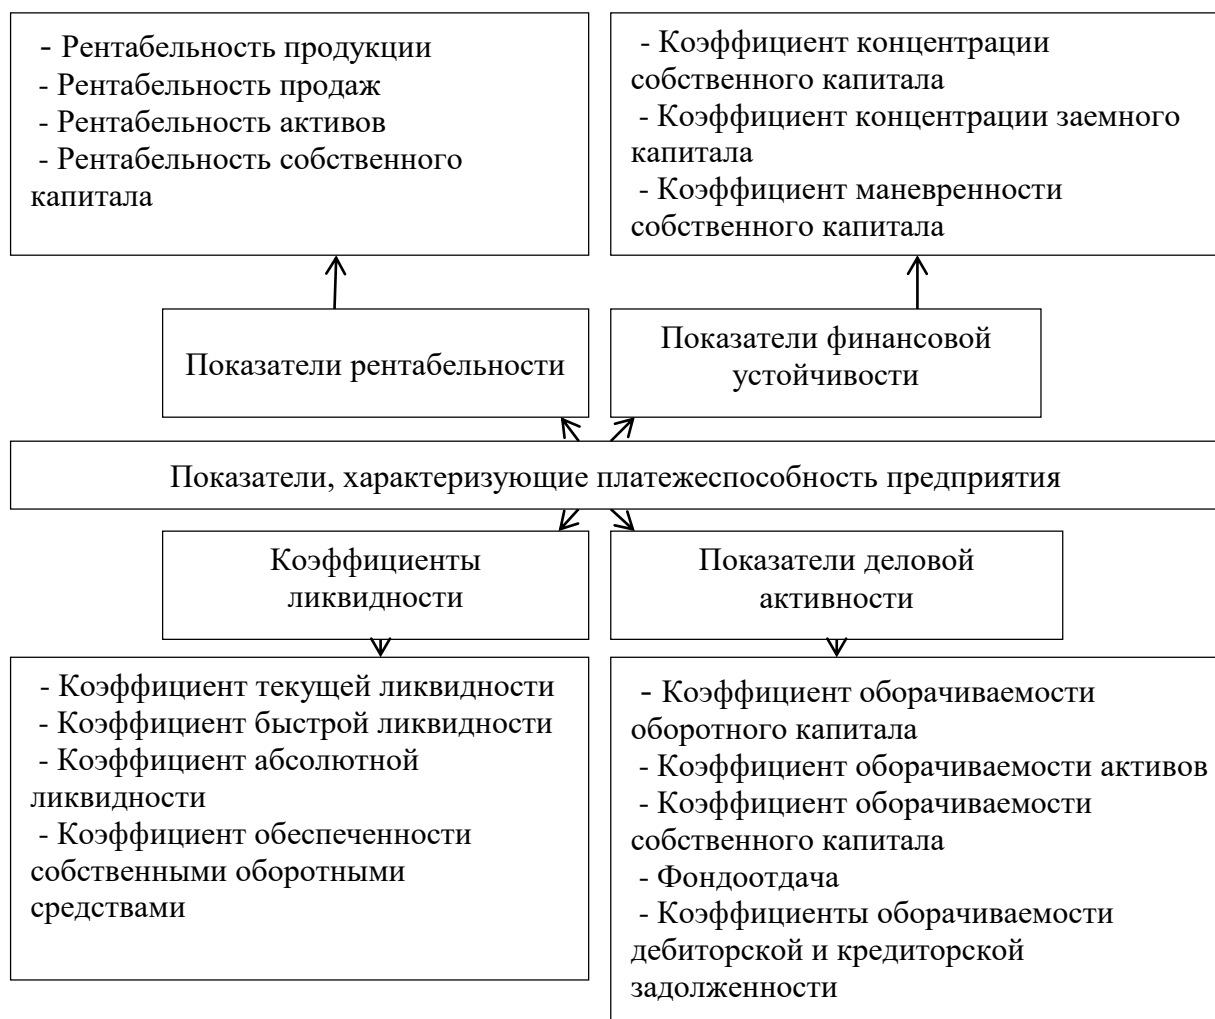 - Рентабельность продукции
- Рентабельность продаж
- Рентабельность активов
- Рентабельность собственного
капитала
- Коэффициент концентрации
собственного капитала
- Коэффициент концентрации заемного
капитала
- Коэффициент маневренности
собственного капитала
Показатели рентабельности
Показатели финансовой
устойчивости
Показатели, характеризующие платежеспособность предприятия
Коэффициенты
ликвидности
Показатели деловой
активности
- Коэффициент текущей ликвидности
- Коэффициент быстрой ликвидности
- Коэффициент абсолютной
ликвидности
- Коэффициент обеспеченности
собственными оборотными
средствами
- Коэффициент оборачиваемости
оборотного капитала
- Коэффициент оборачиваемости активов
- Коэффициент оборачиваемости
собственного капитала
- Фондоотдача
- Коэффициенты оборачиваемости
дебиторской и кредиторской
задолженности